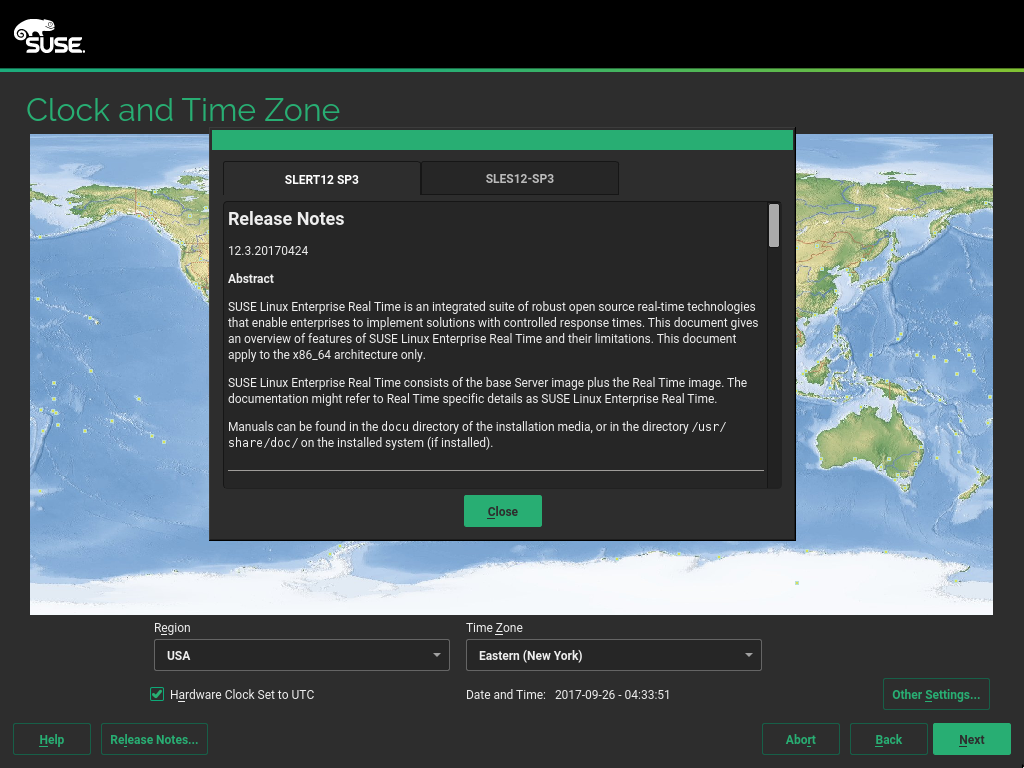 SUSE.
Clock and Time Zone
SLERT12 SP3
SLES12-SP3
Release Notes
12.3.20170424
Abstract
SUSE Linux Enterprise Real Time is an integrated suite of robust open source real-time technologies
that enable enterprises to implement solutions with controlled response times. This document gives
an overview of features of SUSE Linux Enterprise Real Time and their limitations. This document
apply to the x86_64 architecture only.
SUSE Linux Enterprise Real Time consists of the base Server image plus the Real Time image. The
documentation might refer to Real Time specific details as SUSE Linux Enterprise Real Time.
Manuals can be found in the docu directory of the installation media, or in the directory /usr/
share/doc/ on the installed system (if installed).
Close
Region
Time Zone
USA
Eastern (New York)
Hardware Clock Set to UTC
Date and Time: 2017-09-26 - 04:33:51
Other Settings...
Help
Release Notes...
Abort
Back
Next